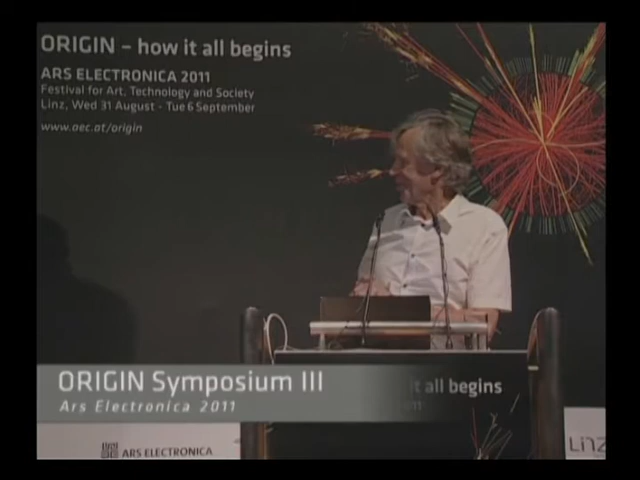 ORIGIN – how it all begins
ARS ELECTRONICA 2011
Festival for Art, Technology and Society
Linz, Wed 31 August - Tue 6 September
www.aec.at/origin
ORIGIN Symposium III
Ars Electronica 2011
it all begins
ARS ELECTRONICA
LINZ